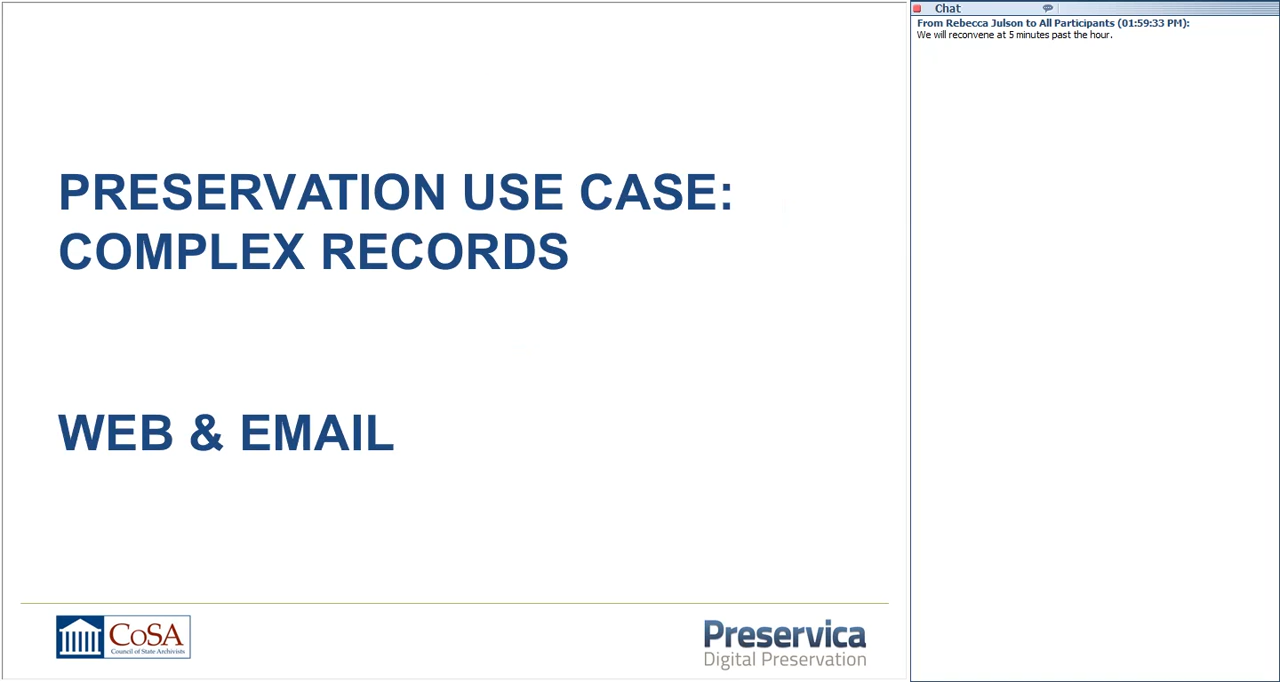 PRESERVATION USE CASE:
COMPLEX RECORDS
WEB & EMAIL
CoSA
Council of State Archivists
Preservica
Digital Preservation
Chat
From Rebecca Julson to All Participants (01:59:33 PM):
We will reconvene at 5 minutes past the hour.